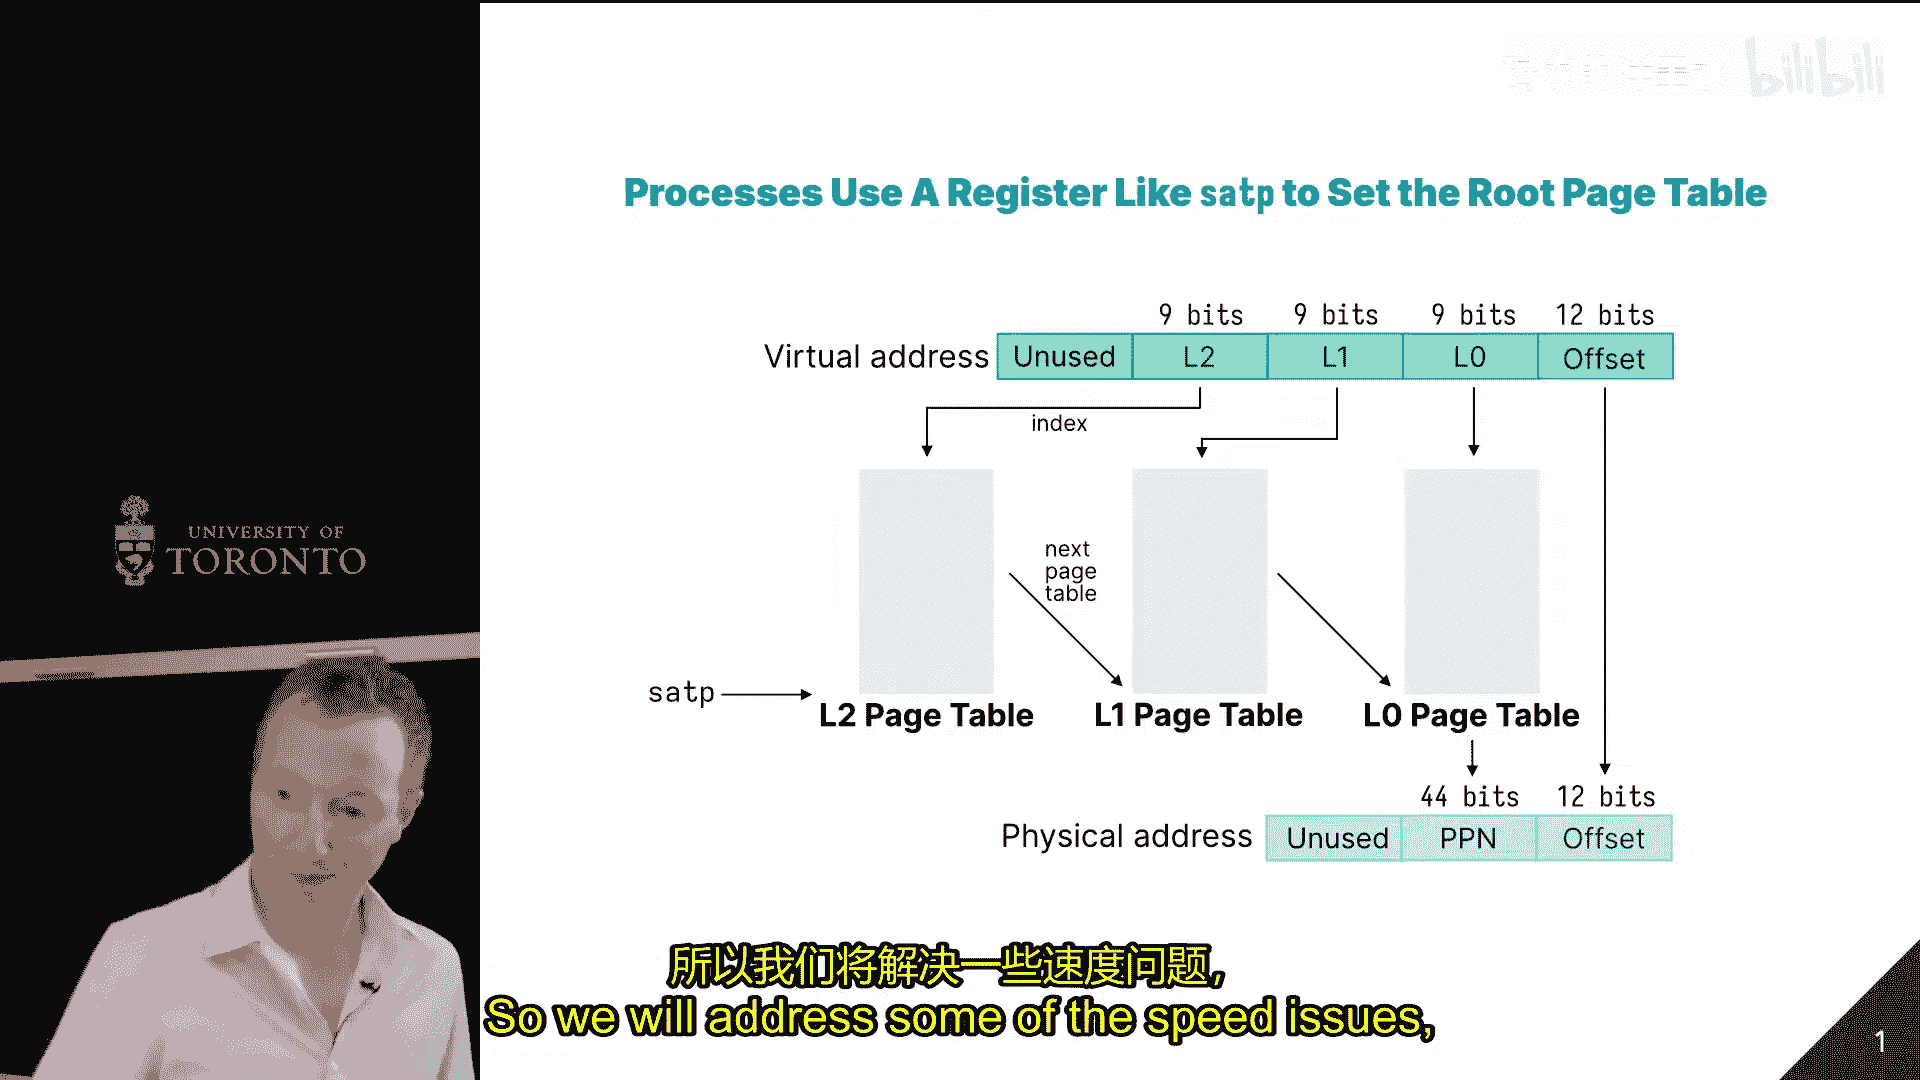 bilibili
Processes Use A Register Like satp to Set the Root Page Table
9 bits 9 bits 9 bits 12 bits
Virtual address Unused L2 L1 L0 Offset
index
next
page
table
UNIVERSITY OF
TORONTO
satp
L2 Page Table L1 Page Table L0 Page Table
44 bits 12 bits
Physical address Unused PPN Offset
所以我们将解决一些速度问题，
So we will address some of the speed issues,
1